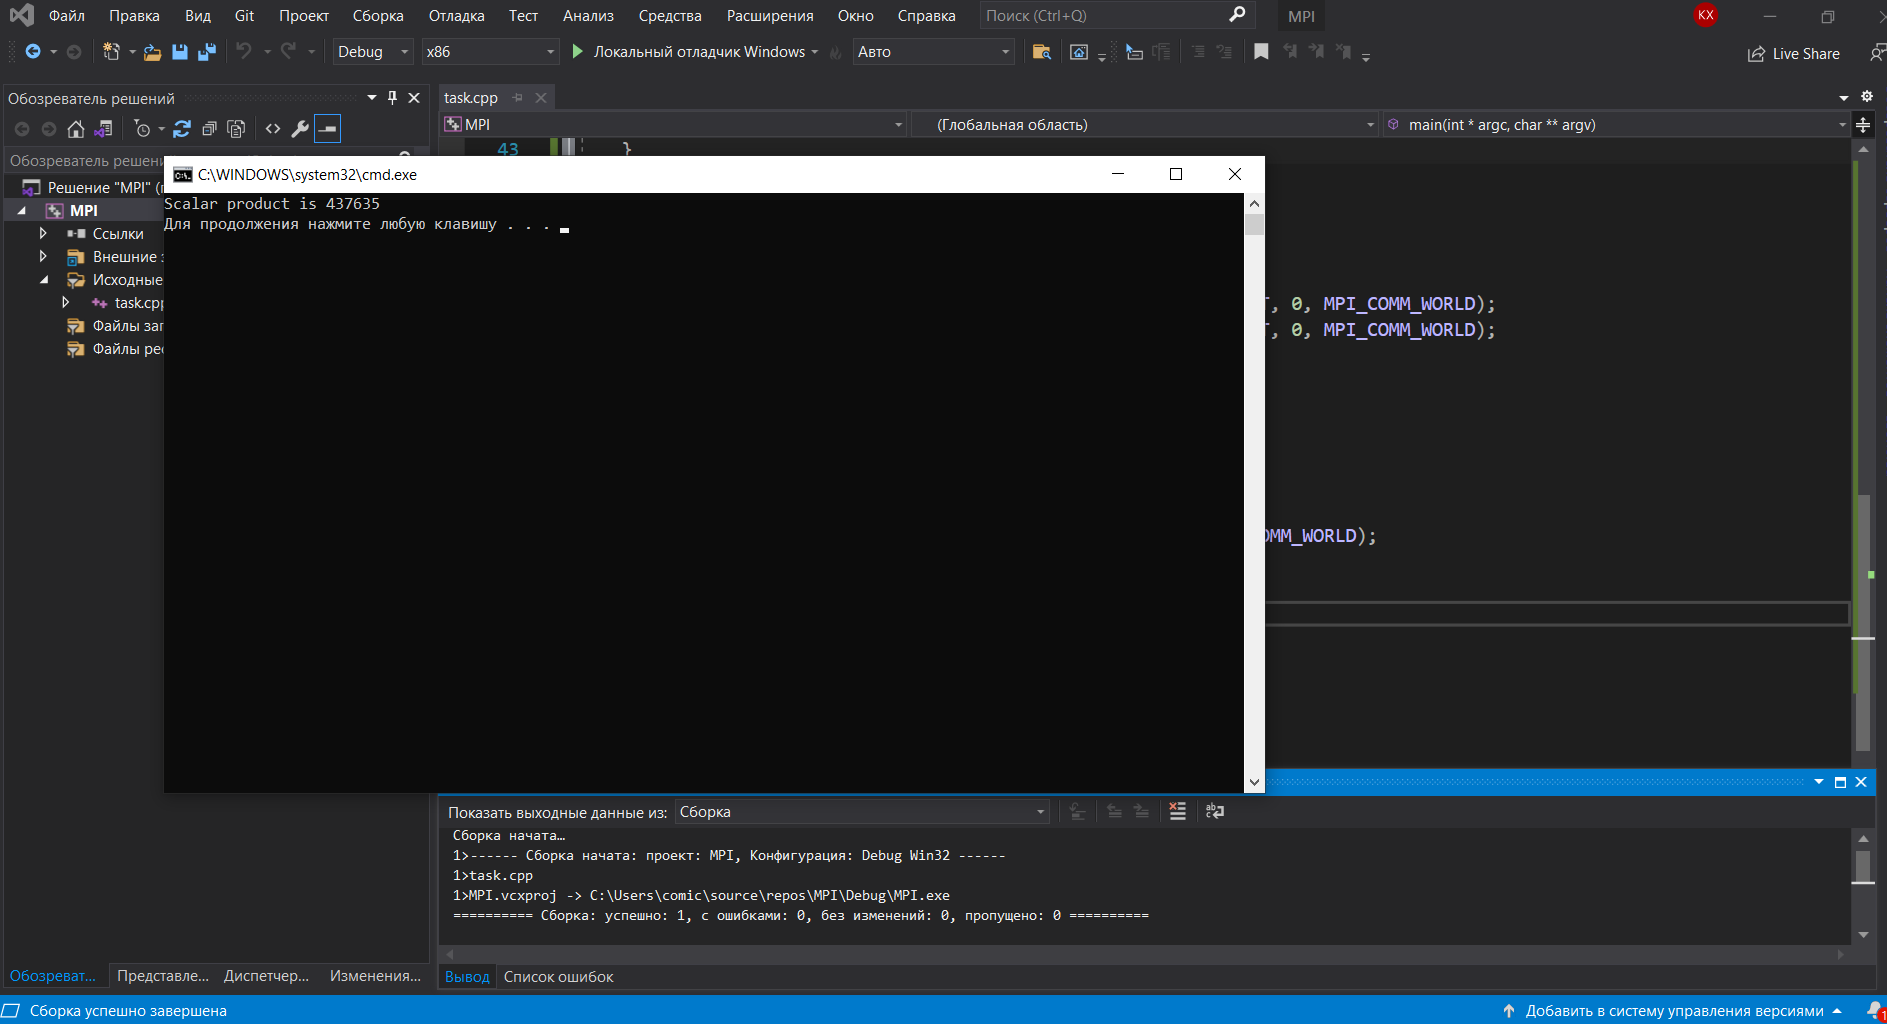 Файл Правка Вид Git Проект Сборка Отладка Тест Анализ Средства Расширения Окно Справка Поиск (Ctrl+Q) MPI KX
Debug x86 Локальный отладчик Windows Авто Live Share
Обозреватель решений
task.cpp
MPI (Глобальная область) main(int * argc, char ** argv)
Обозреватель решени
43 }
C:\WINDOWS\system32\cmd.exe
Scalar product is 437635
Для продолжения нажмите любую клавишу . . .
Решение "MPI" (
MPI
Ссылки
Внешние
Исходные
task.cpp
Файлы заг
Файлы рес
, 0, MPI_COMM_WORLD);
, 0, MPI_COMM_WORLD);
OMM_WORLD);
Показать выходные данные из: Сборка
Сборка начата…
1>------ Сборка начата: проект: MPI, Конфигурация: Debug Win32 ------
1>task.cpp
1>MPI.vcxproj -> C:\Users\comic\source\repos\MPI\Debug\MPI.exe
========== Сборка: успешно: 1, с ошибками: 0, без изменений: 0, пропущено: 0 ==========
Обозреват... Представле... Диспетчер... Изменения... Вывод Список ошибок
Сборка успешно завершена Добавить в систему управления версиями 1